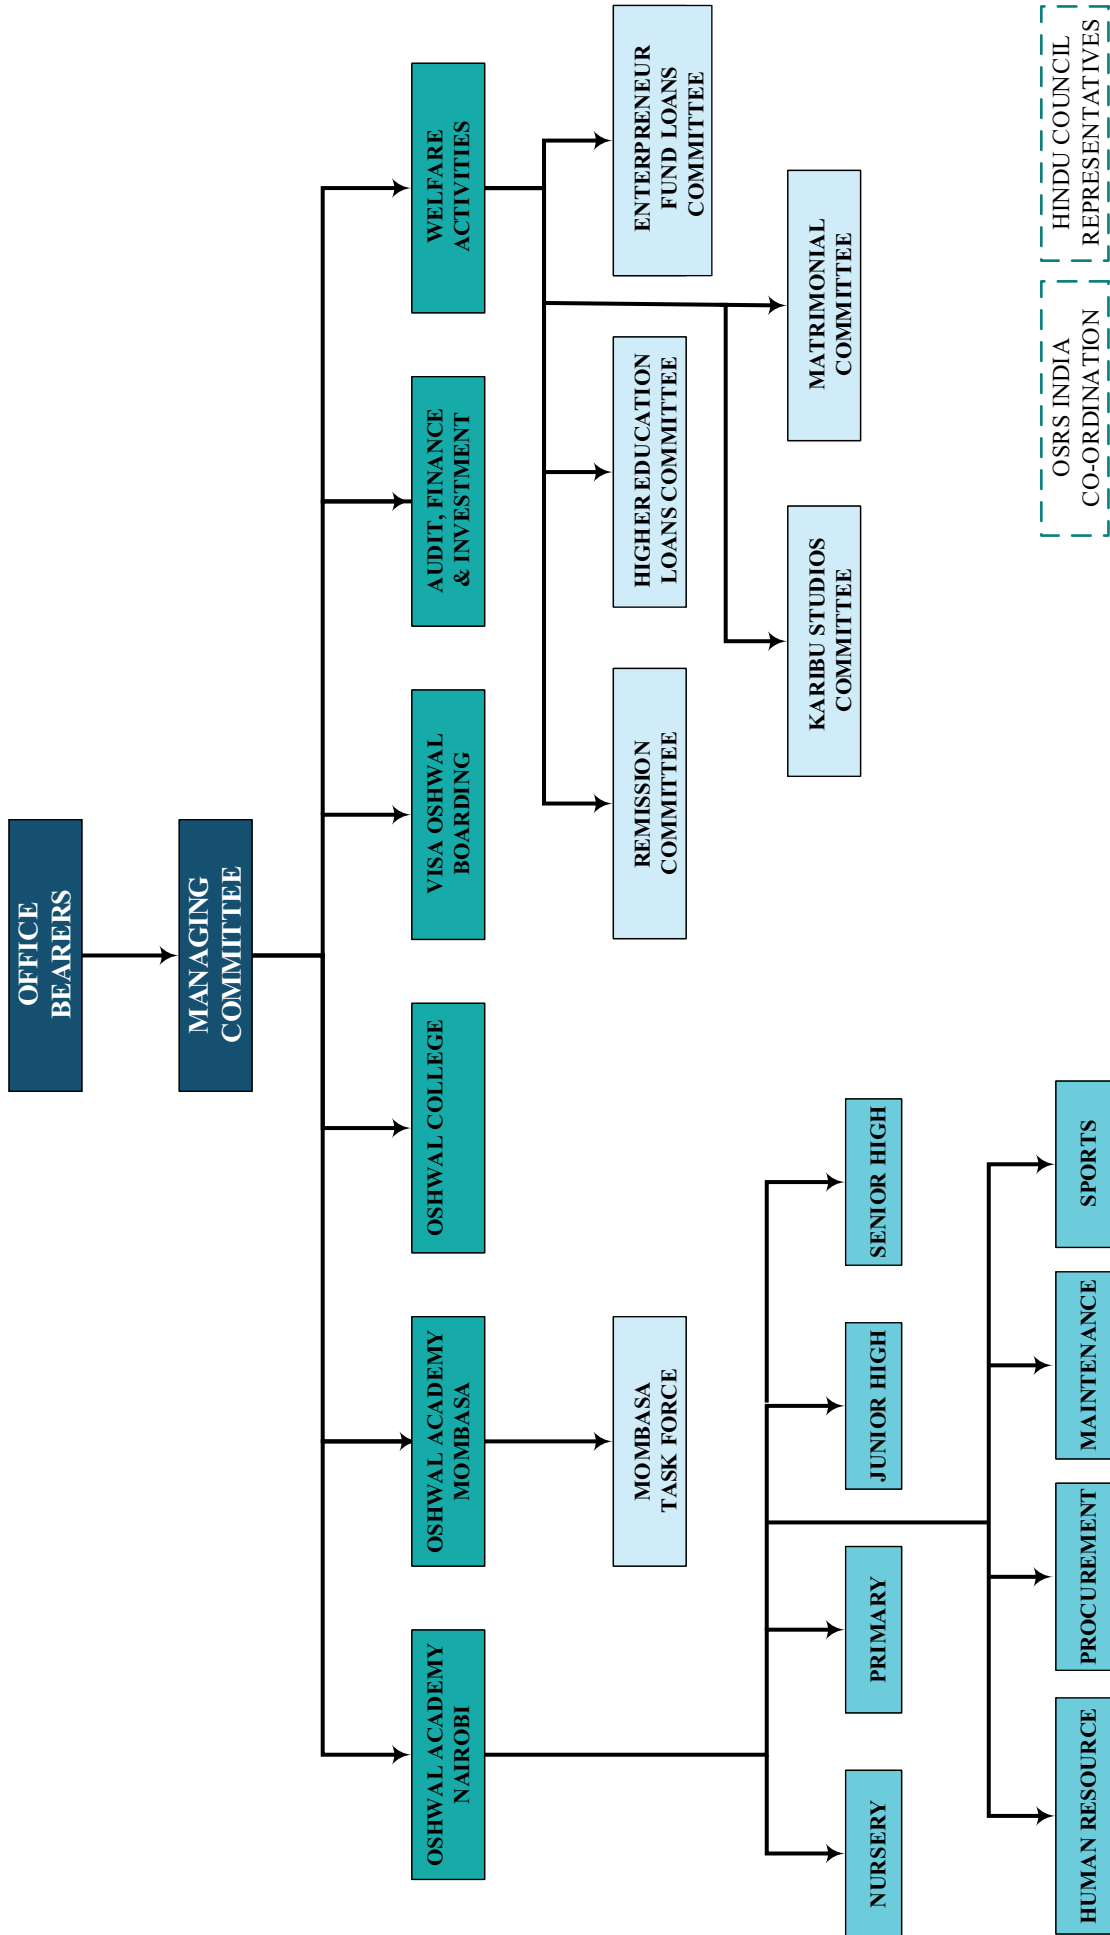 OFFICE
BEARERS
MANAGING
COMMITTEE
OSHWAL ACADEMY
NAIROBI
OSHWAL ACADEMY
MOMBASA
OSHWAL COLLEGE
VISA OSHWAL
BOARDING
AUDIT, FINANCE
& INVESTMENT
WELFARE
ACTIVITIES
MOMBASA
TASK FORCE
REMISSION
COMMITTEE
HIGHER EDUCATION
LOANS COMMITTEE
ENTERPRENEUR
FUND LOANS
COMMITTEE
KARIBU STUDIOS
COMMITTEE
MATRIMONIAL
COMMITTEE
NURSERY
PRIMARY
JUNIOR HIGH
SENIOR HIGH
HUMAN RESOURCE
PROCUREMENT
MAINTENANCE
SPORTS
OSRS INDIA
CO-ORDINATION
HINDU COUNCIL
REPRESENTATIVES